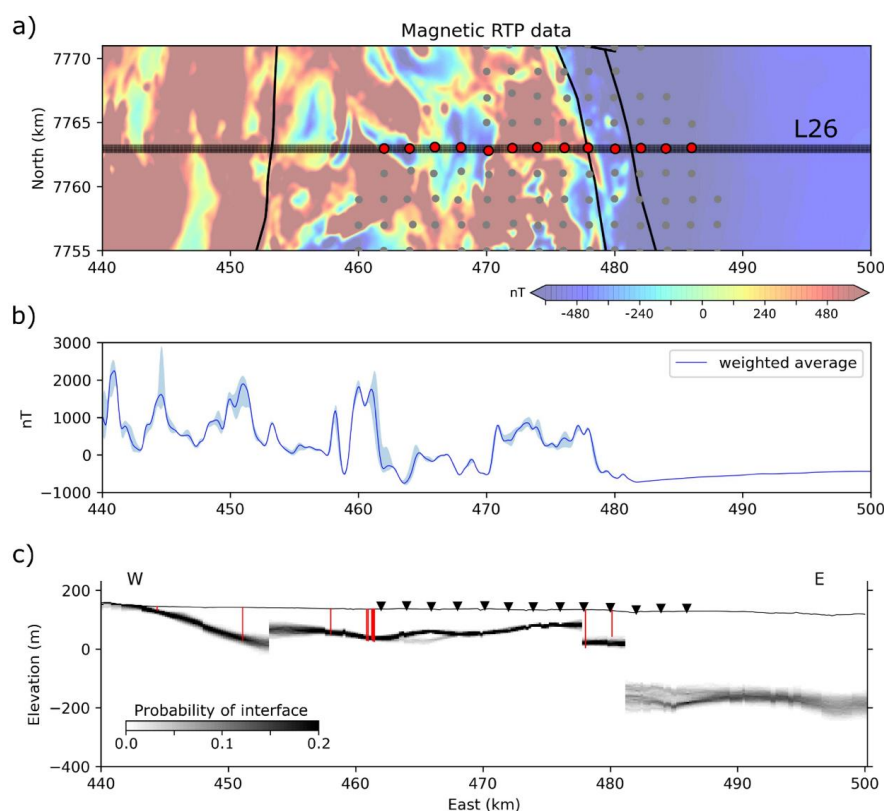 a)
Magnetic RTP data
7770
7765
7760
7755
North (km)
L26
440 450 460 470 480 490 500
nT
-480 -240 0 240 480
b)
3000
2000
1000
0
−1000
nT
weighted average
440 450 460 470 480 490 500
c)
W E
200
0
−200
−400
Elevation (m)
Probability of interface
0.0 0.1 0.2
440 450 460 470 480 490 500
East (km)